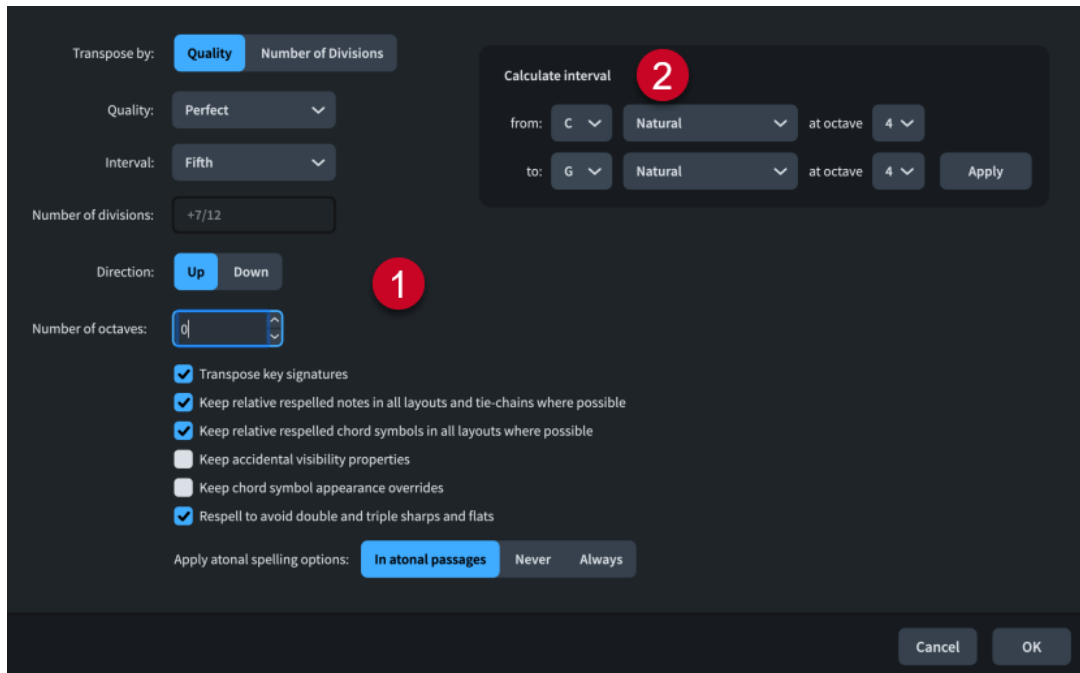 Transpose by: Quality Number of Divisions
Quality: Perfect
Interval: Fifth
Number of divisions: +7/12
Direction: Up Down
1
Number of octaves: 0
Transpose key signatures
Keep relative respelled notes in all layouts and tie-chains where possible
Keep relative respelled chord symbols in all layouts where possible
Keep accidental visibility properties
Keep chord symbol appearance overrides
Respell to avoid double and triple sharps and flats
Apply atonal spelling options: In atonal passages Never Always
Calculate interval 2
from: C Natural at octave 4
to: G Natural at octave 4 Apply
Cancel OK